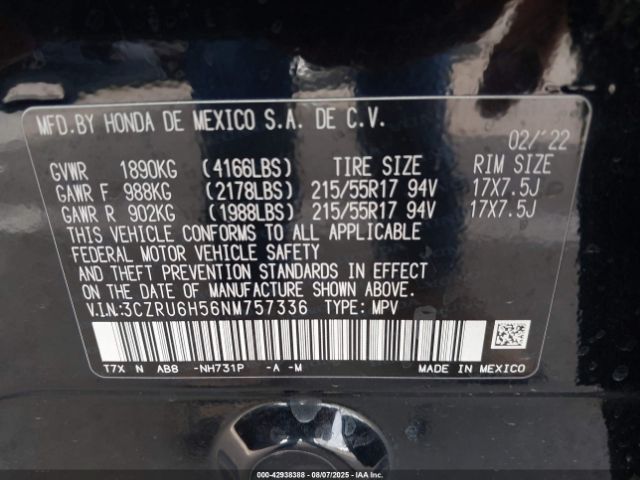 MFD.BY HONDA DE MEXICO S.A. DE C.V.
02/'22
GVWR 1890KG (4166LBS) TIRE SIZE RIM SIZE
GAWR F 988KG (2178LBS) 215/55R17 94V 17X7.5J
GAWR R 902KG (1988LBS) 215/55R17 94V 17X7.5J
THIS VEHICLE CONFORMS TO ALL APPLICABLE
FEDERAL MOTOR VEHICLE SAFETY
AND THEFT PREVENTION STANDARDS IN EFFECT
ON THE DATE OF MANUFACTURE SHOWN ABOVE.
V.I.N.:3CZRU6H56NM757336 TYPE: MPV
T7X N AB8 -NH731P -A -M MADE IN MEXICO
000-42938388 - 08/07/2025 - IAAI.COM